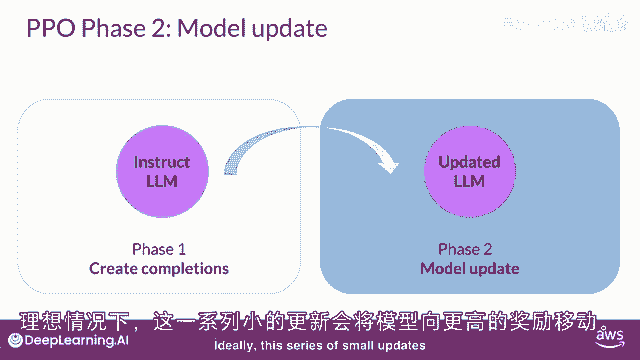 PPO Phase 2: Model update
Instruct
LLM
Updated
LLM
Phase 1
Create completions
Phase 2
Model update
理想情况下，这一系列小的更新会将模型向更高的奖励移动。
DeepLearning.AI
ideally, this series of small updates
aws